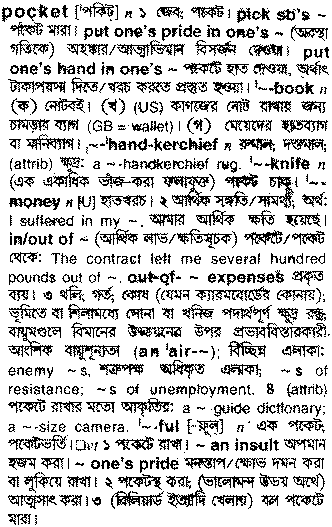 pocket ['পকিট্] n ১ জেব; পকেট। pick sb's ~
পকেট মারা। put one's pride in one's ~ (অবস্থা
গতিকে) অহঙ্কার/আত্মাভিমান বিসর্জন দেওয়া। put
one's hand in one's ~ পকেটে হাত দেওয়া, অর্থাৎ
টাকাপয়সা দিতে/খরচ করতে প্রস্তুত হওয়া। '~-book n
(ক) নোটবই। (খ) (US) কাগজের নোট রাখার জন্য
চামড়ার ব্যাগ (GB = wallet)। (গ) মেয়েদের হাতব্যাগ
বা মানিব্যাগ। ,~-'hand-kerchief n রুমাল; দস্তমাল;
(attrib) ক্ষুদ্র: a ~-handkerchief rug. '~-knife n
(এক একাধিক ভাঁজ-করা ফলাযুক্ত) পকেট চাকু। '~-
money n [U] হাতখরচ। ২ আর্থিক সঙ্গতি/সামর্থ্য; অর্থ:
I suffered in my ~, আমার আর্থিক ক্ষতি হয়েছে।
in/out of ~ (আর্থিক লাভ/ক্ষতিসূচক) পকেটে/পকেট
থেকে: The contract left me several hundred
pounds out of ~. out-of- ~ expenses প্রকৃত
ব্যয়। ৩ থলি; গর্ত; কোষ (যেমন ক্যারমবোর্ডের কোনায়);
ভূমিতে বা শিলামধ্যে সোনা বা খনিজ পদার্থপূর্ণ ক্ষুদ্র রন্ধ্র;
বায়ুমণ্ডলে বিমানের উড্ডয়নের উপর প্রভাববিস্তারকারী
আংশিক বায়ুশূন্যতা (an 'air-~); বিচ্ছিন্ন এলাকা:
enemy ~s, শত্রুপক্ষ অধিকৃত এলাকা; ~s of
resistance; ~s of unemployment. 8 (attrib)
পকেটে রাখার মতো আকৃতির: a ~ guide dictionary;
a ~-size camera. '~-ful [-ফুল্] n এক পকেট;
পকেটভর্তি। □vt ১ পকেটে রাখা। ~ an insult অপমান
হজম করা। ~ one's pride মনস্তাপ/ক্ষোভ দমন করা
বা লুকিয়ে রাখা। ২ পকেটস্থ করা; (ভালোমন্দ উভয় অর্থে)
আত্মসাৎ করা। ৩ (বিলিয়ার্ড ইত্যাদি খেলায়) বল পকেটে
মারা।